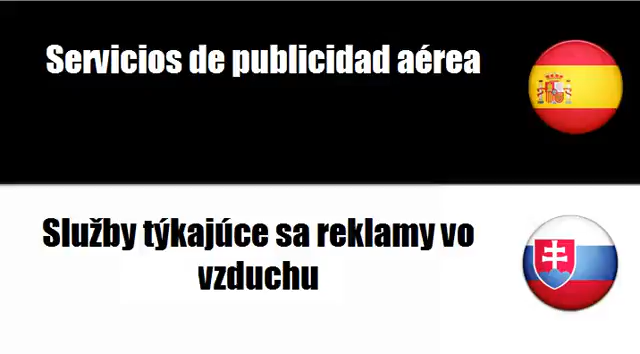 Servicios de publicidad aérea
Služby týkajúce sa reklamy vo
vzduchu